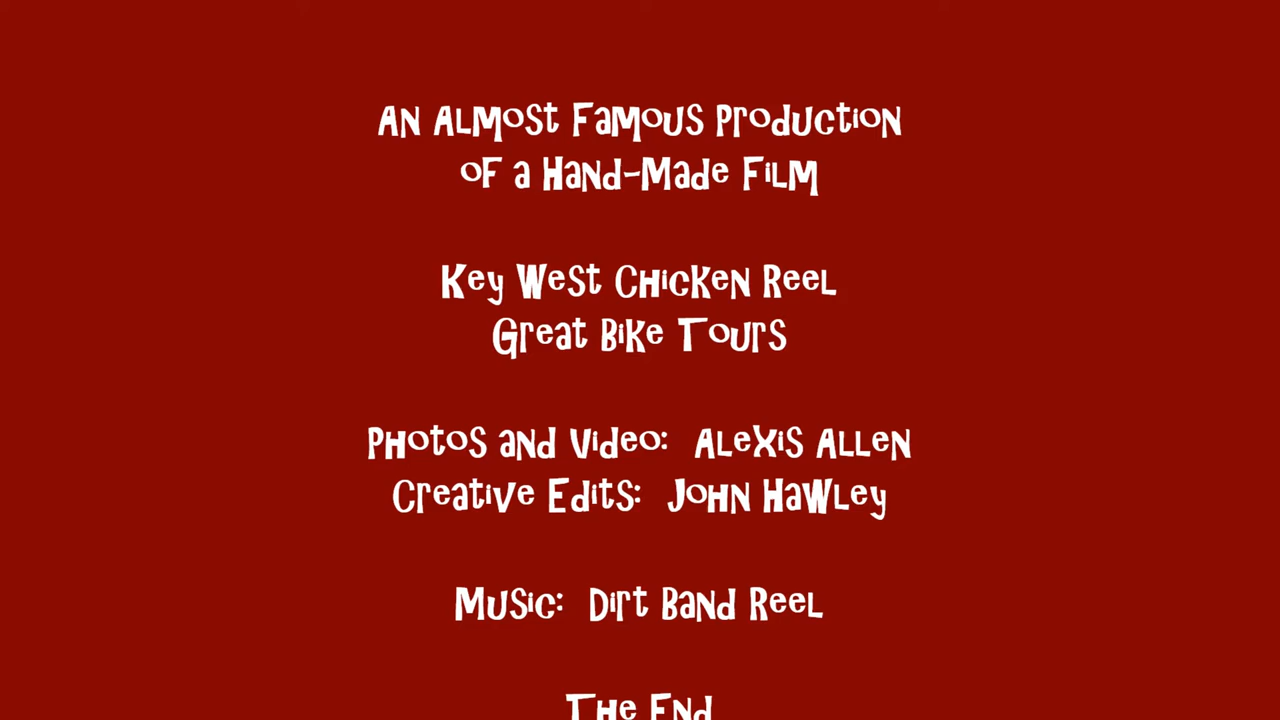 An Almost Famous Production
of a Hand-Made Film
Key West Chicken Reel
Great Bike Tours
Photos and Video: Alexis Allen
Creative Edits: John Hawley
Music: Dirt Band Reel
The End